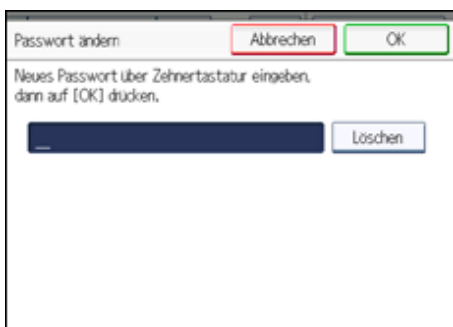 Passwort ändern
Abbrechen
OK
Neues Passwort über Zehnertastatur eingeben,
dann auf [OK] drücken.
Löschen